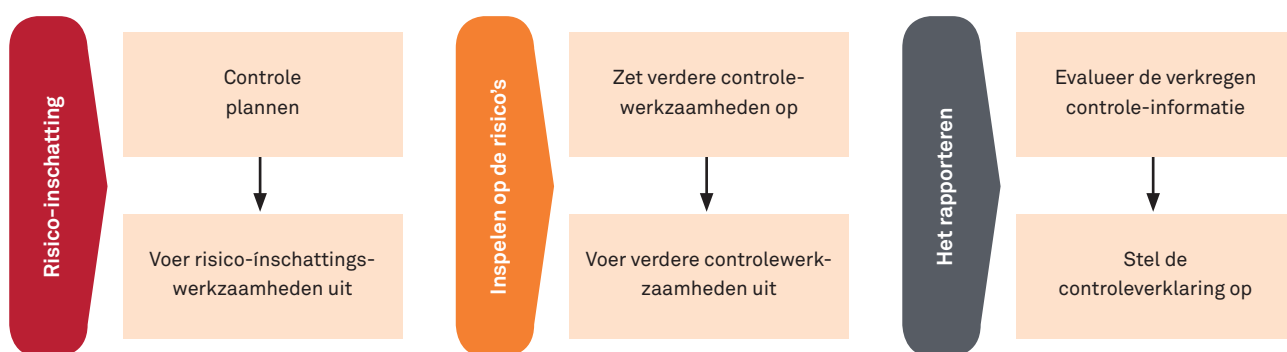 Risico-inschatting
Controle
plannen
Voer risico-ínschattings-
werkzaamheden uit
Inspelen op de risico's
Zet verdere controle-
werkzaamheden op
Voer verdere controlewerk-
zaamheden uit
Het rapporteren
Evalueer de verkregen
controle-informatie
Stel de
controleverklaring op